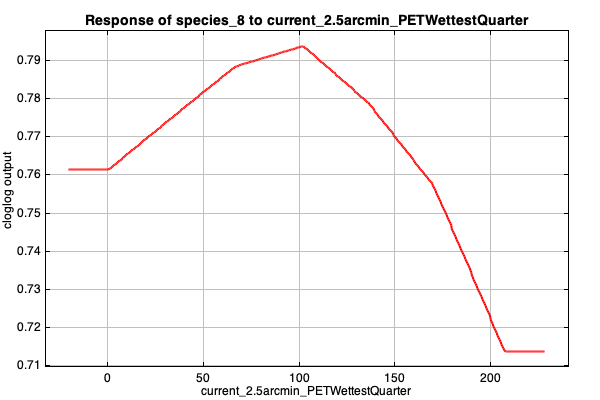 Response of species_8 to current_2.5arcmin_PETWettestQuarter
0.79
0.78
0.77
0.76
0.75
0.74
0.73
0.72
0.71
cloglog output
0 50 100 150 200
current_2.5arcmin_PETWettestQuarter